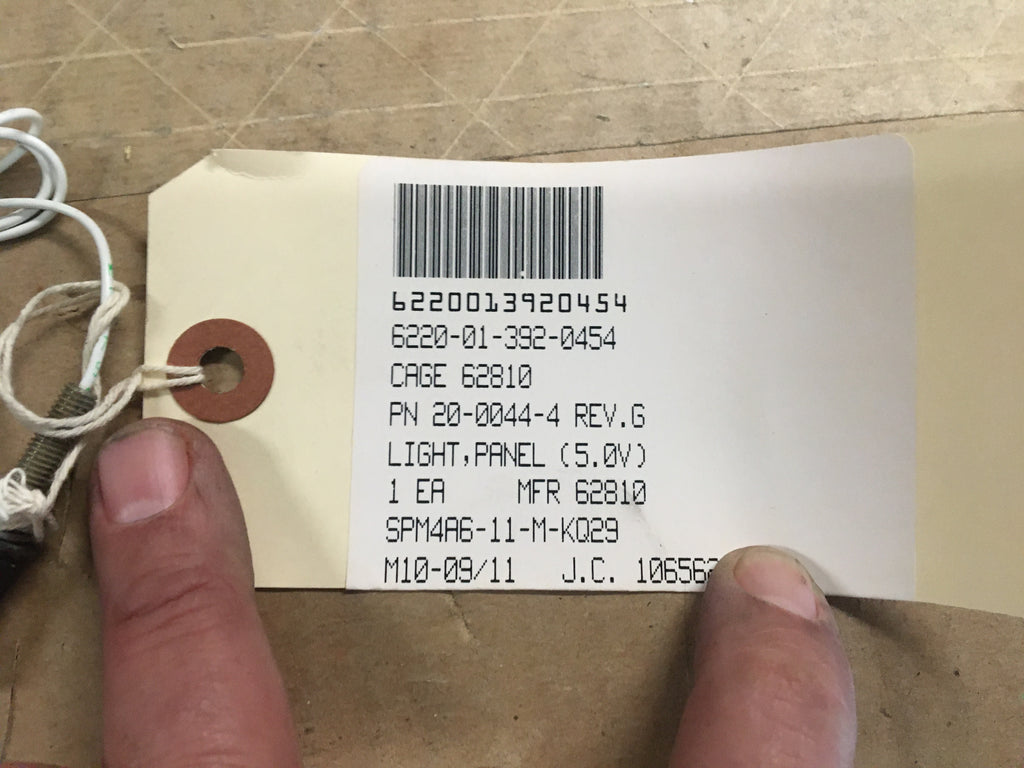 6220013920454
6220-01-392-0454
CAGE 62810
PN 20-0044-4 REV.G
LIGHT,PANEL (5.0V)
1 EA MFR 62810
SPM4A6-11-M-KQ29
M10-09/11 J.C.